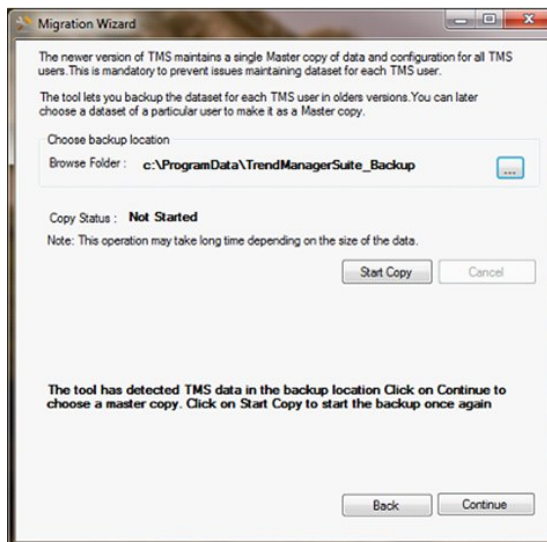 Migration Wizard
The newer version of TMS maintains a single Master copy of data and configuration for all TMS
users.This is mandatory to prevent issues maintaining dataset for each TMS user.
The tool lets you backup the dataset for each TMS user in olders versions.You can later
choose a dataset of a particular user to make it as a Master copy.
Choose backup location
Browse Folder : c:\ProgramData\TrendManagerSuite_Backup ...
Copy Status : Not Started
Note: This operation may take long time depending on the size of the data.
Start Copy Cancel
The tool has detected TMS data in the backup location Click on Continue to
choose a master copy. Click on Start Copy to start the backup once again
Back Continue